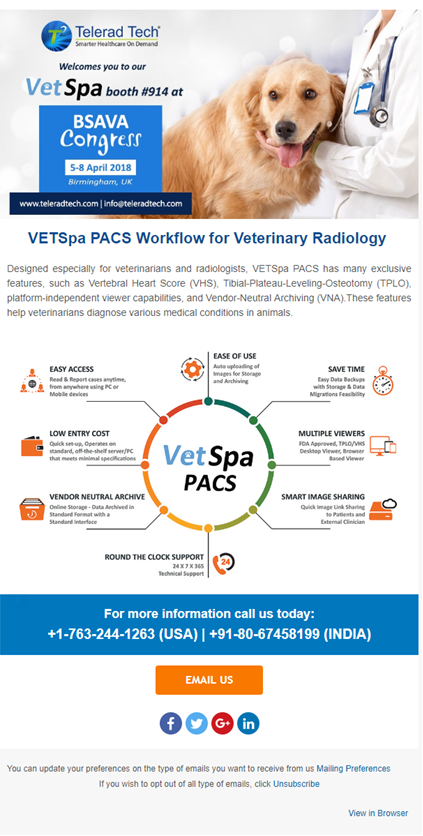 Telerad Tech®
Smarter Healthcare On Demand
Welcomes you to our
VetSpa booth #914 at
BSAVA
Congress
5-8 April 2018
Birmingham, UK
www.teleradtech.com | info@teleradtech.com
VETSpa PACS Workflow for Veterinary Radiology
Designed especially for veterinarians and radiologists, VETSpa PACS has many exclusive
features, such as Vertebral Heart Score (VHS), Tibial-Plateau-Leveling-Osteotomy (TPLO),
platform-independent viewer capabilities, and Vendor-Neutral Archiving (VNA).These features
help veterinarians diagnose various medical conditions in animals.
EASE OF USE
Auto uploading of
Images for Storage
and Archiving
EASY ACCESS
Read & Report cases anytime,
from anywhere using PC or
Mobile devices
SAVE TIME
Easy Data Backups
with Storage & Data
Migrations Feasibility
LOW ENTRY COST
Quick set-up, Operates on
standard, off-the-shelf server/PC
that meets minimal specifications
MULTIPLE VIEWERS
FDA Approved, TPLO/VHS
Desktop Viewer, Browser
Based Viewer
VetSpa
PACS
VENDOR NEUTRAL ARCHIVE
Online Storage - Data Archived in
Standard Format with a
Standard Interface
SMART IMAGE SHARING
Quick Image Link Sharing
to Patients and
External Clinician
ROUND THE CLOCK SUPPORT
24 X 7 X 365
Technical Support
24
For more information call us today:
+1-763-244-1263 (USA) | +91-80-67458199 (INDIA)
EMAIL US
You can update your preferences on the type of emails you want to receive from us Mailing Preferences
If you wish to opt out of all type of emails, click Unsubscribe
View in Browser